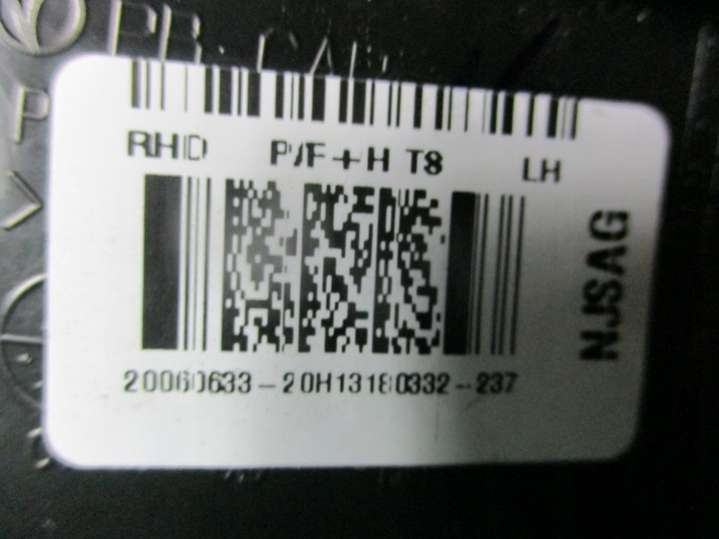 RHD P/F+H T8 LH
NJSAG
20060633-20H13180332-237